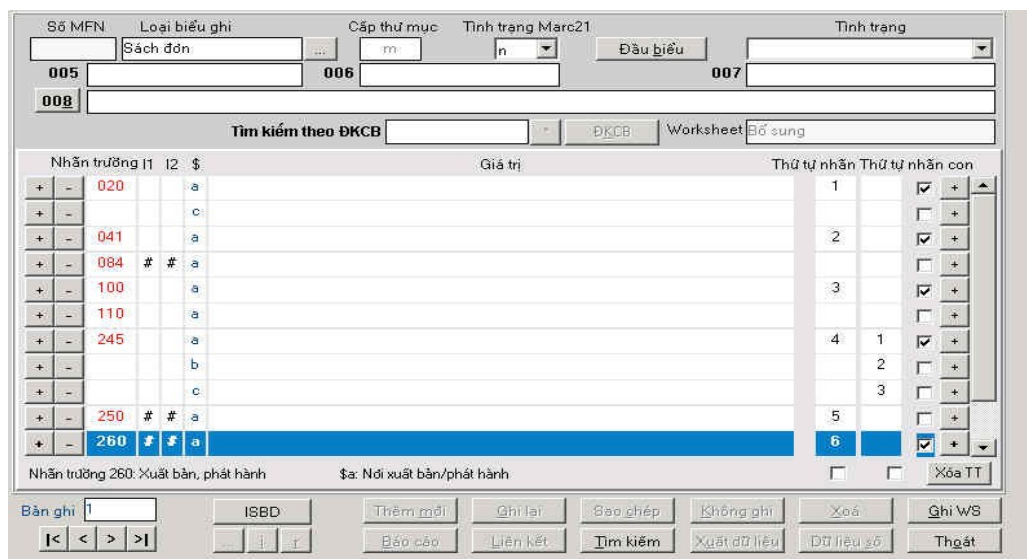 Số MFN Loại biểu ghi Cấp thư mục Tình trạng Marc21 Tình trạng
Sách đơn ... m n Đầu biểu
005 006 007
008
Tìm kiếm theo ĐKCB * ĐKCB Worksheet Bổ sung
Nhãn trường I1 I2 $ Giá trị Thứ tự nhãn Thứ tự nhãn con
+ - 020 a 1 +
+ - c +
+ - 041 a 2 +
+ - 084 # # a +
+ - 100 a 3 +
+ - 110 a +
+ - 245 a 4 1 +
+ - b 2 +
+ - c 3 +
+ - 250 # # a 5 +
+ - 260 # # a 6 +
Nhãn trường 260: Xuất bản, phát hành $a: Nơi xuất bản/phát hành Xóa TT
Bản ghi 1 ISBD Thêm mới Ghi lại Sao chép Không ghi Xoá Ghi WS
|< < > >| ... i r Báo cáo Liên kết Tìm kiếm Xuất dữ liệu Dữ liệu số Thoát